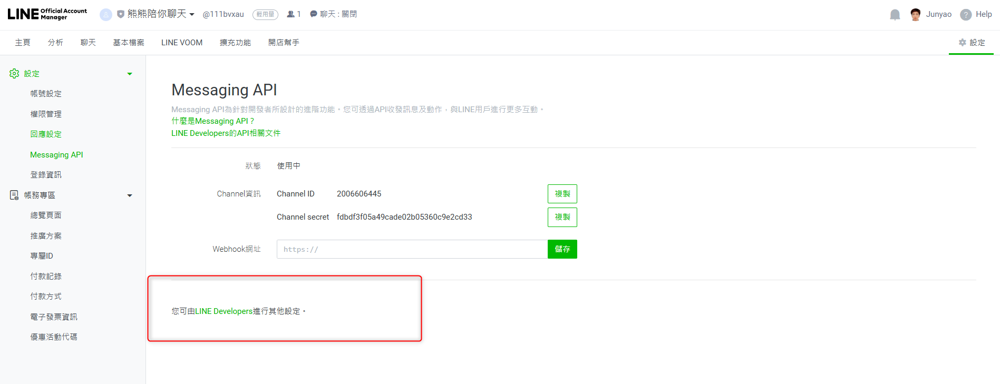 LINE Official Account Manager
熊熊陪你聊天 @111bvxau 輕用量 1 聊天 : 關閉
Junyao ? Help
主頁 分析 聊天 基本檔案 LINE VOOM 擴充功能 開店幫手 設定
設定
帳號設定
權限管理
回應設定
Messaging API
登錄資訊
帳務專區
總覽頁面
推廣方案
專屬ID
付款記錄
付款方式
電子發票資訊
優惠活動代碼
Messaging API
Messaging API為針對開發者所設計的進階功能。您可透過API收發訊息及動作，與LINE用戶進行更多互動。
什麼是Messaging API？
LINE Developers的API相關文件
狀態 使用中
Channel資訊 Channel ID 2006606445 複製
Channel secret fdbdf3f05a49cade02b05360c9e2cd33 複製
Webhook網址 https:// 儲存
您可由LINE Developers進行其他設定。